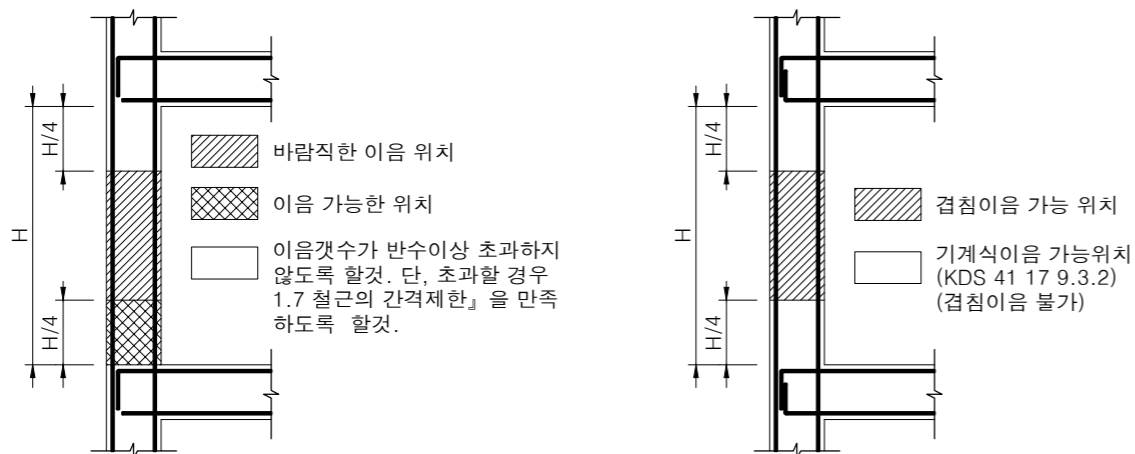 H
H/4
H/4
바람직한 이음 위치
이음 가능한 위치
이음갯수가 반수이상 초과하지
않도록 할것. 단, 초과할 경우
1.7 철근의 간격제한』 을 만족
하도록 할것.
H
H/4
H/4
겹침이음 가능 위치
기계식이음 가능위치
(KDS 41 17 9.3.2)
(겹침이음 불가)